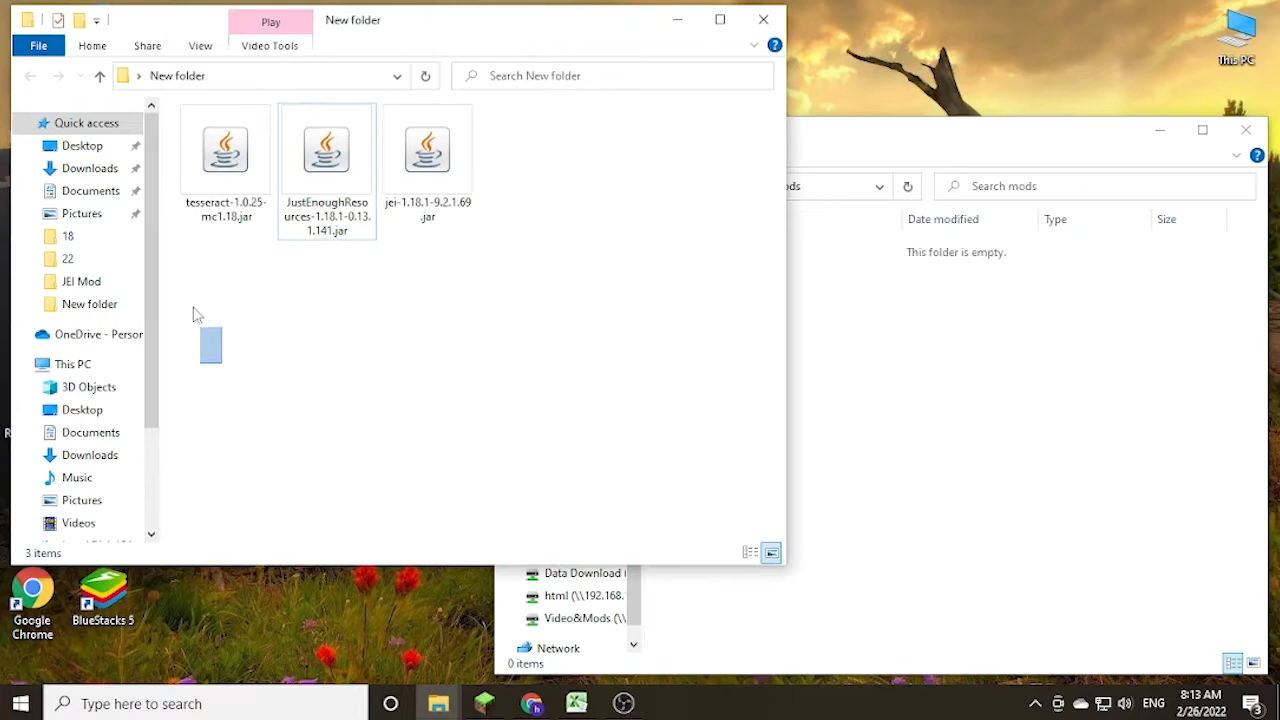 Play
New folder
This PC
File
Home
Share
View
Video Tools
New folder
Search New folder
Quick access
Desktop
Downloads
Documents
Pictures
18
22
JEI Mod
New folder
OneDrive - Person
This PC
3D Objects
Desktop
Documents
Downloads
Music
Pictures
Videos
3 items
tesseract-1.0.25-
mc1.18.jar
JustEnoughReso
urces-1.18.1-0.13.
1.141.jar
jei-1.18.1-9.2.1.69
.jar
ods
Search mods
Date modified
Type
Size
This folder is empty.
Data Download (
html (\\192.168.
Video&Mods (\\
Network
0 items
Google
Chrome
BlueStacks 5
Type here to search
ENG
8:13 AM
2/26/2022
3